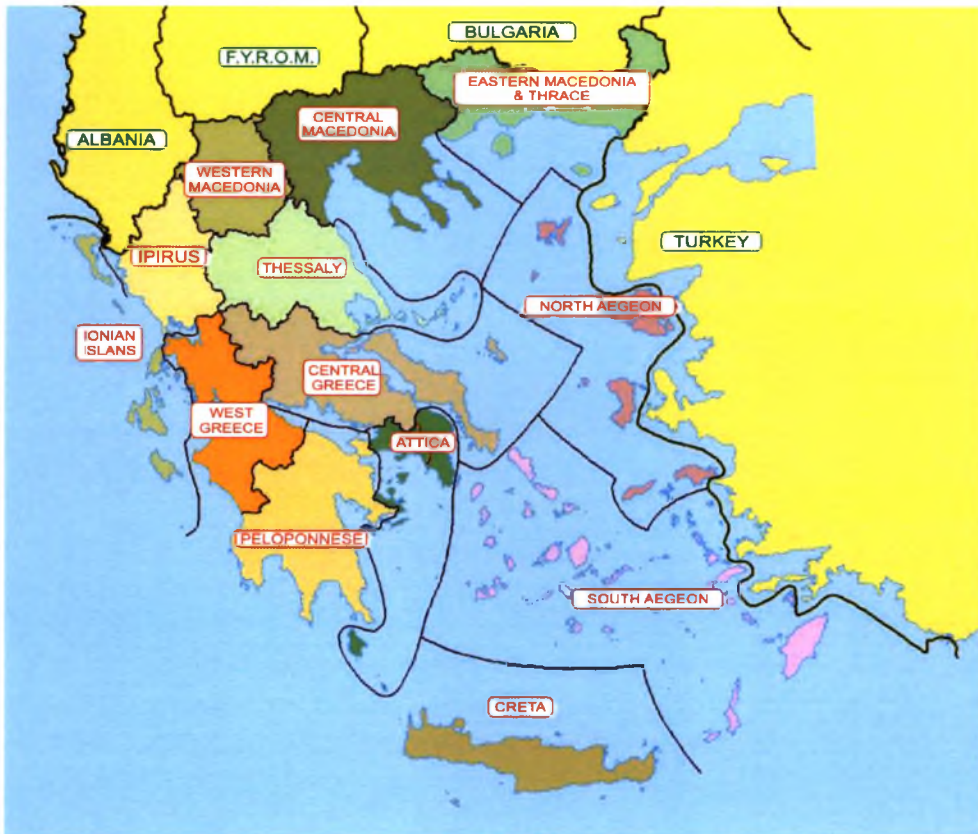 BULGARIA
F.Y.R.O.M.
EASTERN MACEDONIA
& THRACE
CENTRAL
MACEDONIA
ALBANIA
WESTERN
MACEDONIA
TURKEY
IPIRUS
THESSALY
NORTH AEGEON
IONIAN
ISLANS
CENTRAL
GREECE
WEST
GREECE
ATTICA
PELOPONNESE
SOUTH AEGEON
CRETA